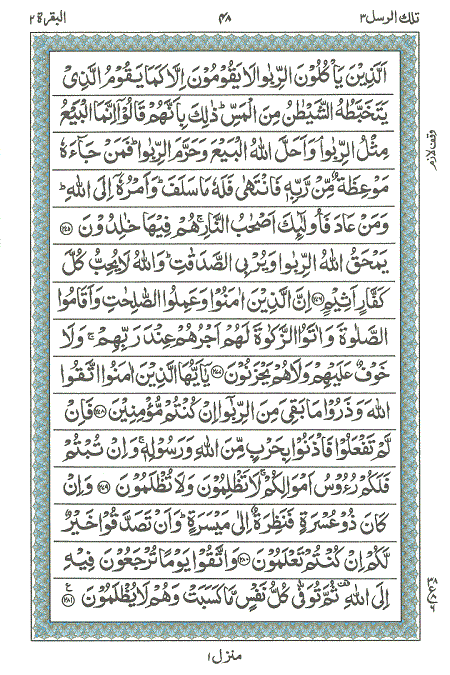 تلك الرسل ٣ ٤٨ البقرة ٢
اَلَّذِيْنَ يَاْكُلُوْنَ الرِّبٰوا لَا يَقُوْمُوْنَ اِلَّا كَمَا يَقُوْمُ الَّذِيْ
يَتَخَبَّطُهُ الشَّيْطٰنُ مِنَ الْمَسِّ ؕ ذٰلِكَ بِاَنَّهُمْ قَالُوْۤا اِنَّمَا الْبَيْعُ
مِثْلُ الرِّبٰوا ۘ وَاَحَلَّ اللّٰهُ الْبَيْعَ وَحَرَّمَ الرِّبٰوا ؕ فَمَنْ جَآءَهٗ
وقف لازم
مَوْعِظَةٌ مِّنْ رَّبِّهٖ فَانْتَهٰى فَلَهٗ مَا سَلَفَ ؕ وَاَمْرُهٗۤ اِلَى اللّٰهِ ؕ
وَمَنْ عَادَ فَاُولٰٓئِكَ اَصْحٰبُ النَّارِ ۚ هُمْ فِيْهَا خٰلِدُوْنَ ﴿۲۷۵﴾
يَمْحَقُ اللّٰهُ الرِّبٰوا وَيُرْبِى الصَّدَقٰتِ ؕ وَاللّٰهُ لَا يُحِبُّ كُلَّ
كَفَّارٍ اَثِيْمٍ ﴿۲۷۶﴾ اِنَّ الَّذِيْنَ اٰمَنُوْا وَعَمِلُوا الصّٰلِحٰتِ وَاَقَامُوا
الصَّلٰوةَ وَاٰتَوُا الزَّكٰوةَ لَهُمْ اَجْرُهُمْ عِنْدَ رَبِّهِمْ ۚ وَلَا
خَوْفٌ عَلَيْهِمْ وَلَا هُمْ يَحْزَنُوْنَ ﴿۲۷۷﴾ يٰۤاَيُّهَا الَّذِيْنَ اٰمَنُوا اتَّقُوا
اللّٰهَ وَذَرُوْا مَا بَقِيَ مِنَ الرِّبٰۤوا اِنْ كُنْتُمْ مُّؤْمِنِيْنَ ﴿۲۷۸﴾ فَاِنْ
لَّمْ تَفْعَلُوْا فَاْذَنُوْا بِحَرْبٍ مِّنَ اللّٰهِ وَرَسُوْلِهٖ ۚ وَاِنْ تُبْتُمْ
فَلَكُمْ رُءُوْسُ اَمْوَالِكُمْ ۚ لَا تَظْلِمُوْنَ وَلَا تُظْلَمُوْنَ ﴿۲۷۹﴾ وَاِنْ
كَانَ ذُوْ عُسْرَةٍ فَنَظِرَةٌ اِلٰى مَيْسَرَةٍ ؕ وَاَنْ تَصَدَّقُوْا خَيْرٌ
لَّكُمْ اِنْ كُنْتُمْ تَعْلَمُوْنَ ﴿۲۸۰﴾ وَاتَّقُوْا يَوْمًا تُرْجَعُوْنَ فِيْهِ
اِلَى اللّٰهِ ۗ ثُمَّ تُوَفّٰى كُلُّ نَفْسٍ مَّا كَسَبَتْ وَهُمْ لَا يُظْلَمُوْنَ ﴿۲۸۱﴾ ع
منزل ١